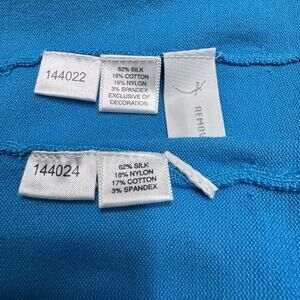 144022
62% SILK
19% COTTON
16% NYLON
3% SPANDEX
EXCLUSIVE OF
DECORATION
REMOV
144024
62% SILK
18% NYLON
17% COTTON
3% SPANDEX